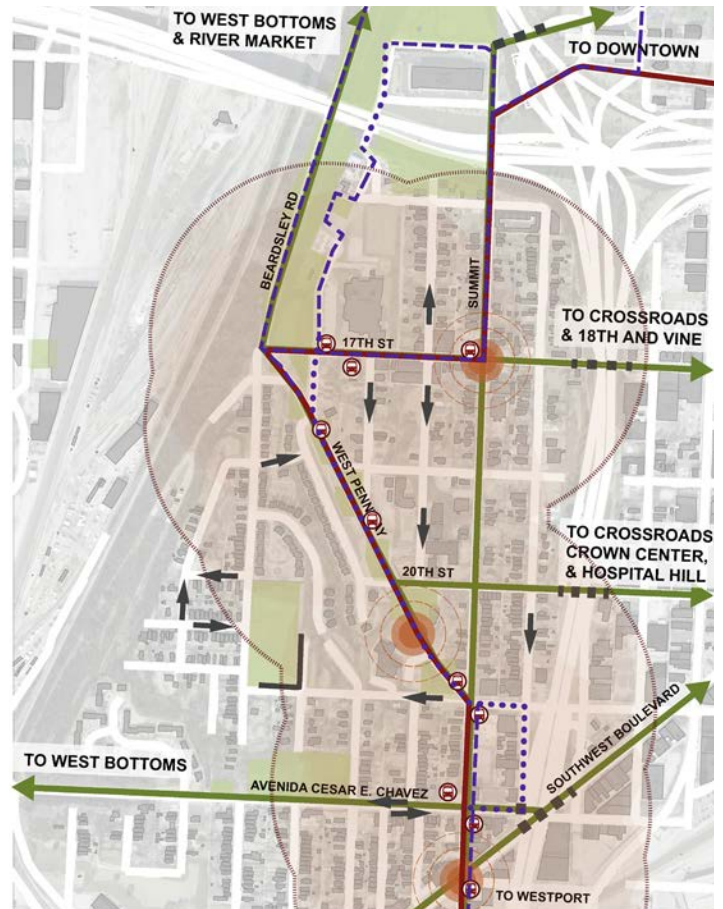 TO WEST BOTTOMS
& RIVER MARKET
TO DOWNTOWN
BEARDSLEY RD
SUMMIT
17TH ST
TO CROSSROADS
& 18TH AND VINE
WEST PENNWAY
20TH ST
TO CROSSROADS
CROWN CENTER,
& HOSPITAL HILL
SOUTHWEST BOULEVARD
TO WEST BOTTOMS
AVENIDA CESAR E. CHAVEZ
TO WESTPORT